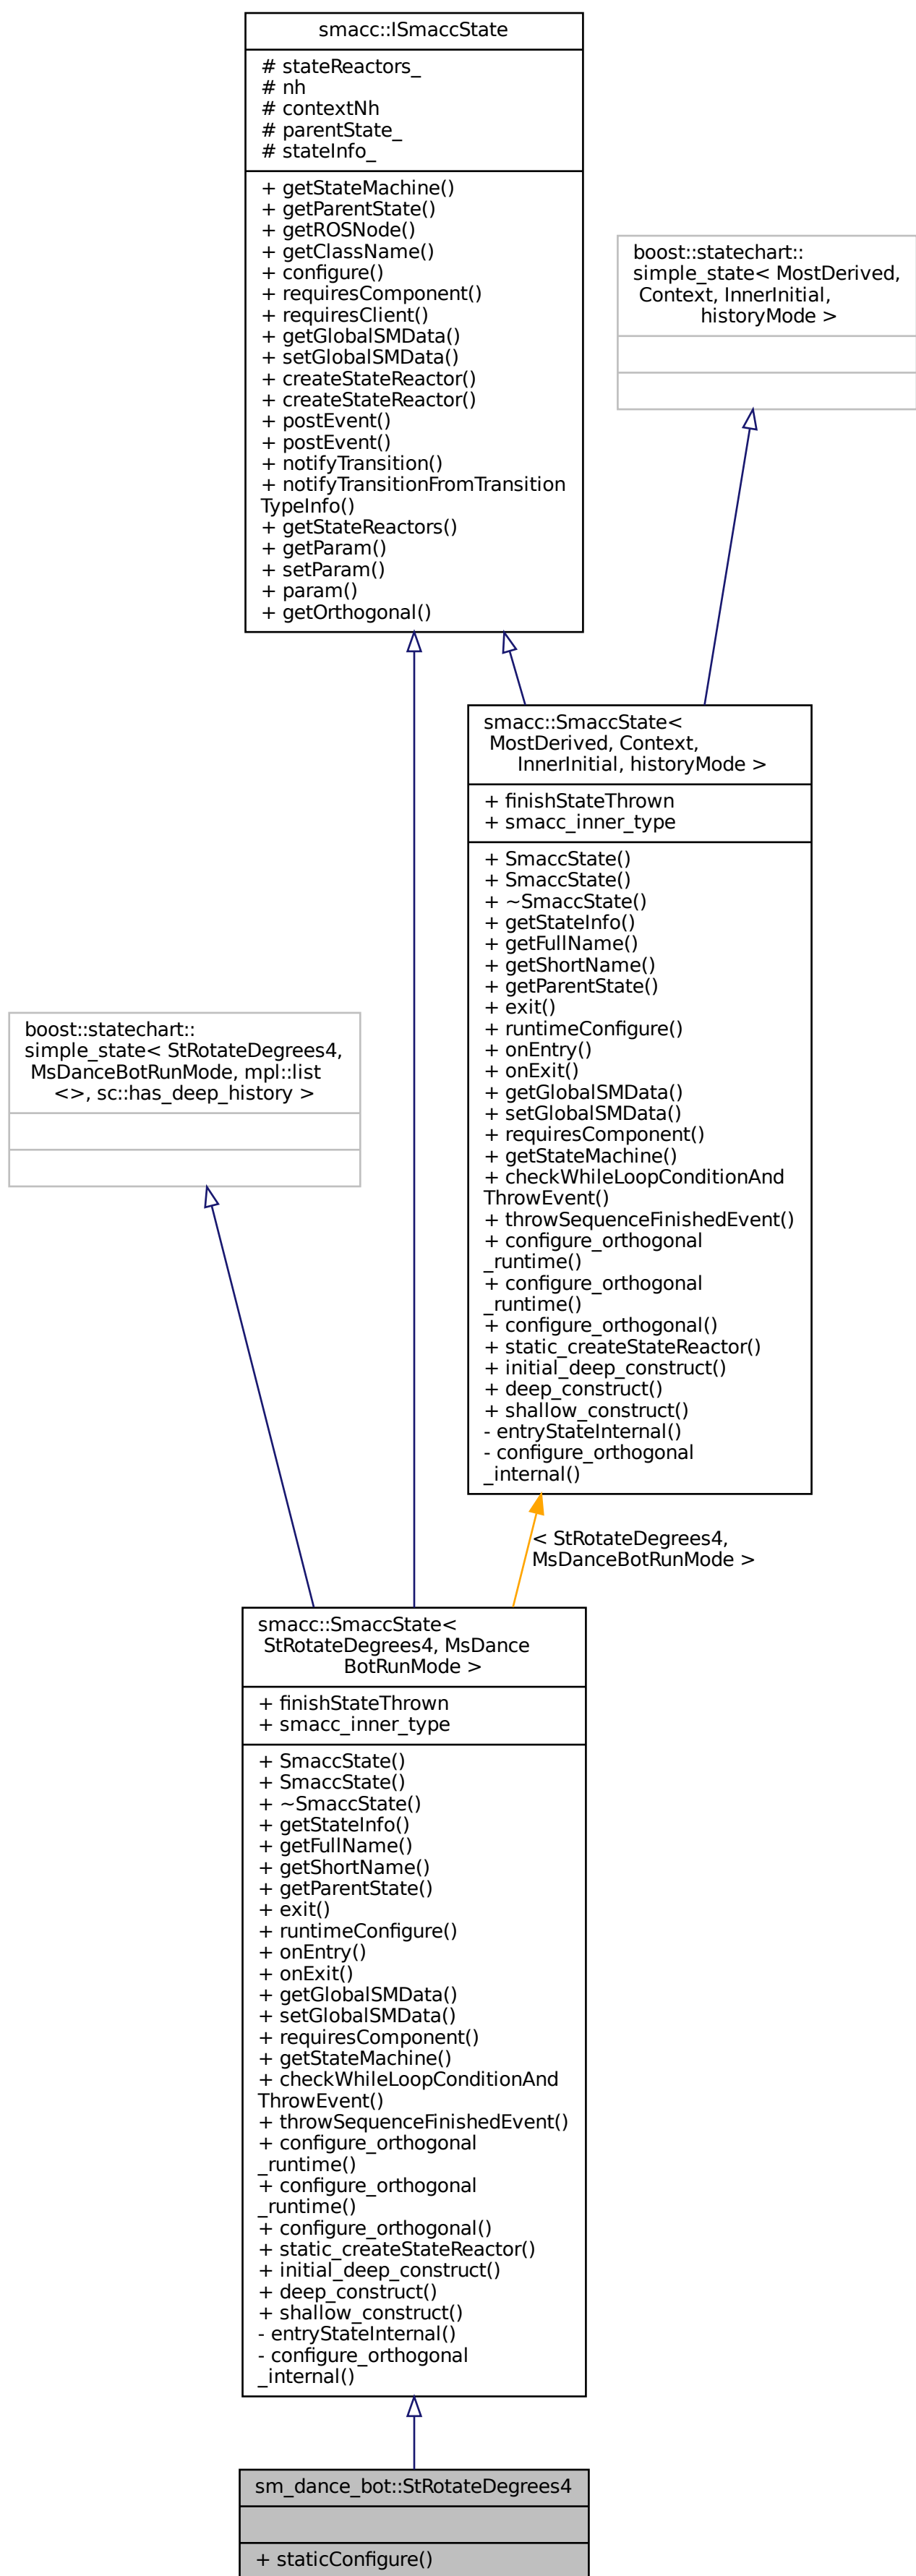 smacc::ISmaccState
# stateReactors_
# nh
# contextNh
# parentState_
# stateInfo_
+ getStateMachine()
+ getParentState()
+ getROSNode()
+ getClassName()
+ configure()
+ requiresComponent()
+ requiresClient()
+ getGlobalSMData()
+ setGlobalSMData()
+ createStateReactor()
+ createStateReactor()
+ postEvent()
+ postEvent()
+ notifyTransition()
+ notifyTransitionFromTransition
TypeInfo()
+ getStateReactors()
+ getParam()
+ setParam()
+ param()
+ getOrthogonal()
boost::statechart::
simple_state< MostDerived,
Context, InnerInitial,
historyMode >
smacc::SmaccState<
MostDerived, Context,
InnerInitial, historyMode >
+ finishStateThrown
+ smacc_inner_type
+ SmaccState()
+ SmaccState()
+ ~SmaccState()
+ getStateInfo()
+ getFullName()
+ getShortName()
+ getParentState()
+ exit()
+ runtimeConfigure()
+ onEntry()
+ onExit()
+ getGlobalSMData()
+ setGlobalSMData()
+ requiresComponent()
+ getStateMachine()
+ checkWhileLoopConditionAnd
ThrowEvent()
+ throwSequenceFinishedEvent()
+ configure_orthogonal
_runtime()
+ configure_orthogonal
_runtime()
+ configure_orthogonal()
+ static_createStateReactor()
+ initial_deep_construct()
+ deep_construct()
+ shallow_construct()
- entryStateInternal()
- configure_orthogonal
_internal()
boost::statechart::
simple_state< StRotateDegrees4,
MsDanceBotRunMode, mpl::list
<>, sc::has_deep_history >
< StRotateDegrees4,
MsDanceBotRunMode >
smacc::SmaccState<
StRotateDegrees4, MsDance
BotRunMode >
+ finishStateThrown
+ smacc_inner_type
+ SmaccState()
+ SmaccState()
+ ~SmaccState()
+ getStateInfo()
+ getFullName()
+ getShortName()
+ getParentState()
+ exit()
+ runtimeConfigure()
+ onEntry()
+ onExit()
+ getGlobalSMData()
+ setGlobalSMData()
+ requiresComponent()
+ getStateMachine()
+ checkWhileLoopConditionAnd
ThrowEvent()
+ throwSequenceFinishedEvent()
+ configure_orthogonal
_runtime()
+ configure_orthogonal
_runtime()
+ configure_orthogonal()
+ static_createStateReactor()
+ initial_deep_construct()
+ deep_construct()
+ shallow_construct()
- entryStateInternal()
- configure_orthogonal
_internal()
sm_dance_bot::StRotateDegrees4
+ staticConfigure()